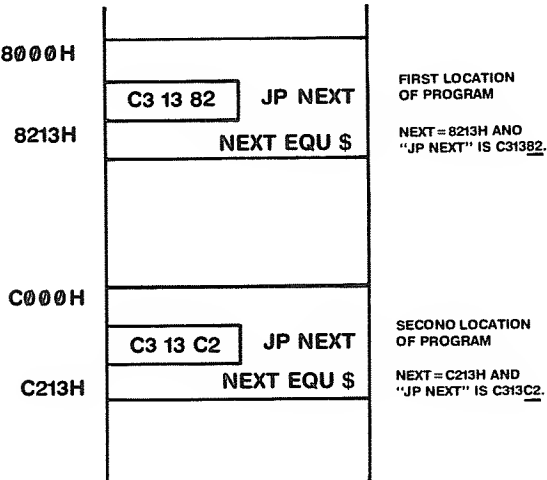 8000H
C3 13 82 JP NEXT
FIRST LOCATION
OF PROGRAM
8213H
NEXT EQU $
NEXT=8213H AND
"JP NEXT" IS C31382.
C000H
C3 13 C2 JP NEXT
SECONO LOCATION
OF PROGRAM
C213H
NEXT EQU $
NEXT=C213H AND
"JP NEXT" IS C313C2.